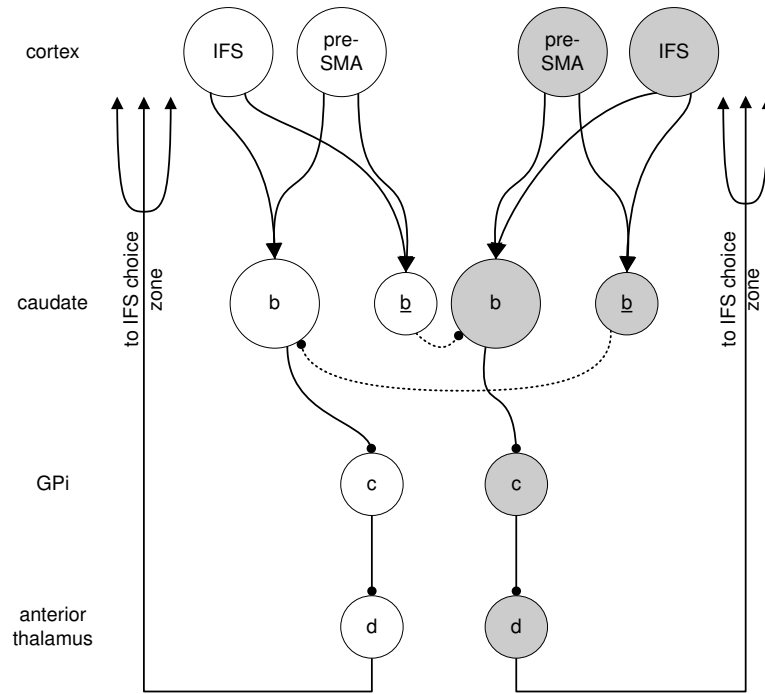 cortex
IFS
pre-
SMA
pre-
SMA
IFS
to IFS choice
zone
to IFS choice
zone
caudate
b
b
b
b
GPi
c
c
anterior
thalamus
d
d